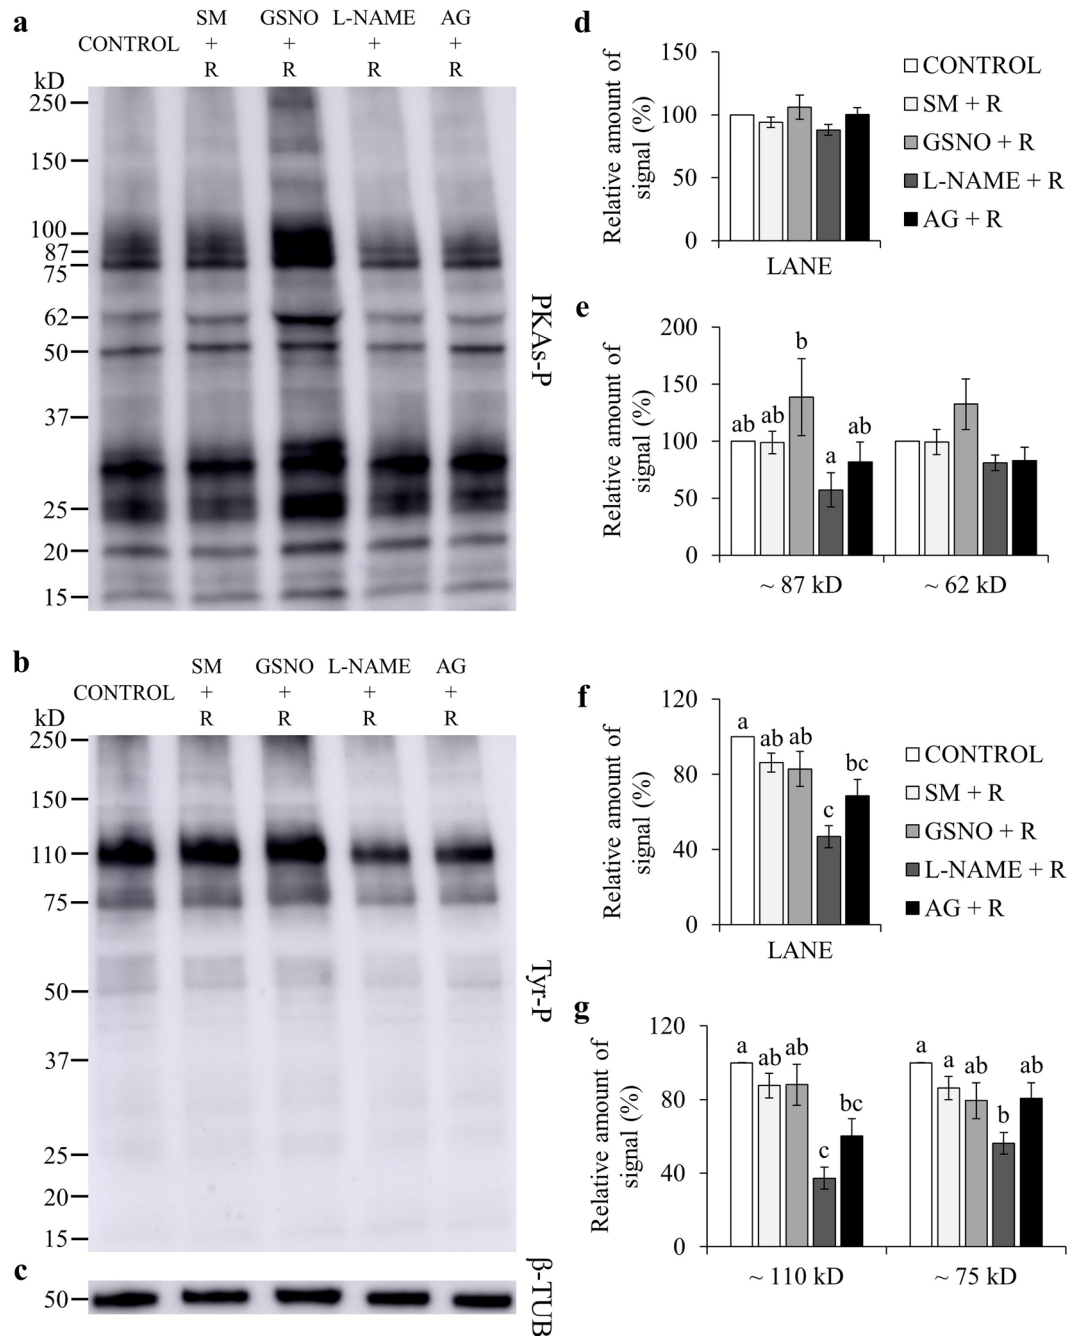 a
SM GSNO L-NAME AG
CONTROL + + + +
kD R R R R
250
150
100
87
75
62
50
37
25
20
15
PKAs-P
b
SM GSNO L-NAME AG
CONTROL + + + +
kD R R R R
250
150
110
75
50
37
25
20
15
Tyr-P
c
50
β-TUB
d
Relative amount of
signal (%)
150
100
50
0
LANE
CONTROL
SM + R
GSNO + R
L-NAME + R
AG + R
e
Relative amount of
signal (%)
200
150
100
50
0
ab ab b a ab
~ 87 kD ~ 62 kD
f
Relative amount of
signal (%)
120
80
40
0
a ab ab c bc
LANE
CONTROL
SM + R
GSNO + R
L-NAME + R
AG + R
g
Relative amount of
signal (%)
120
80
40
0
a ab ab c bc a a ab b ab
~ 110 kD ~ 75 kD